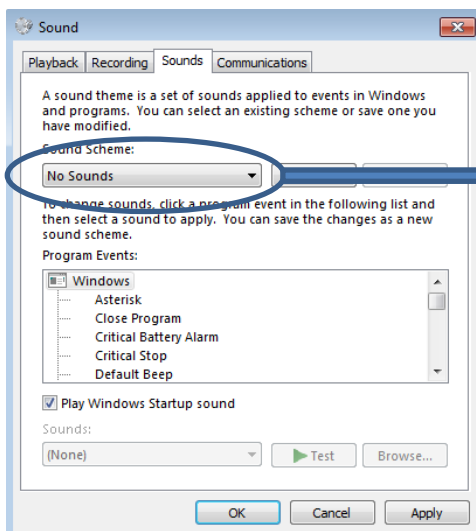 Sound
Playback Recording Sounds Communications
A sound theme is a set of sounds applied to events in Windows
and programs. You can select an existing scheme or save one you
have modified.
Sound Scheme:
No Sounds
To change sounds, click a program event in the following list and
then select a sound to apply. You can save the changes as a new
sound scheme.
Program Events:
Windows
Asterisk
Close Program
Critical Battery Alarm
Critical Stop
Default Beep
Play Windows Startup sound
Sounds:
(None) Test Browse...
OK Cancel Apply